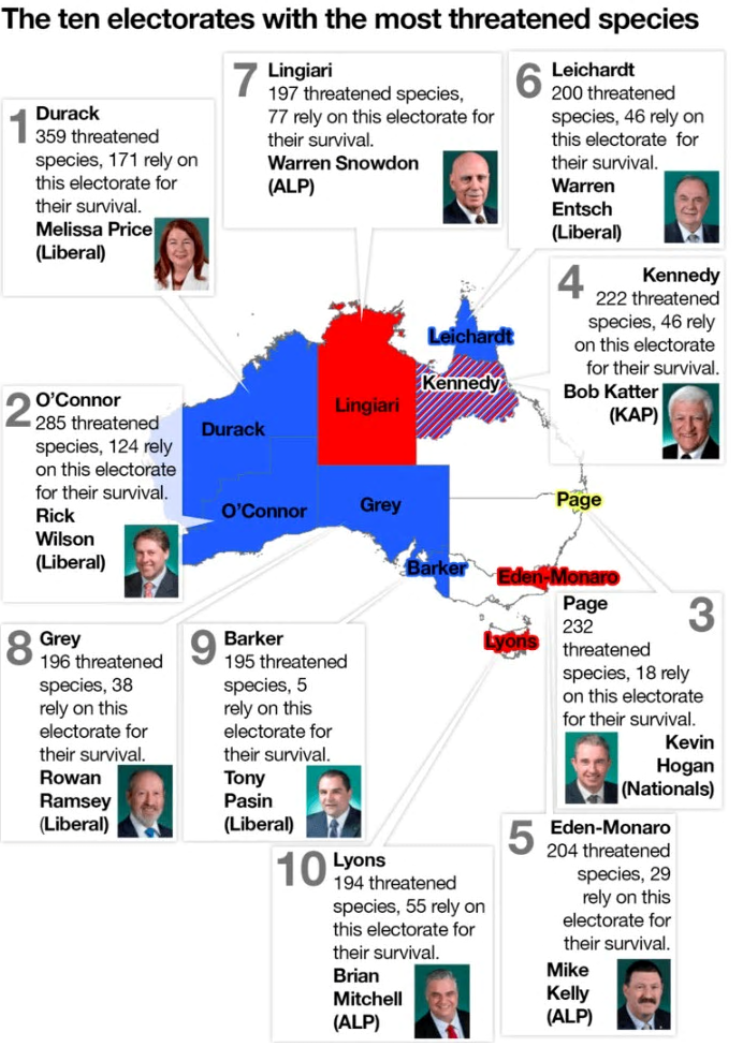 The ten electorates with the most threatened species
1
Durack
359 threatened
species, 171 rely on
this electorate for
their survival.
Melissa Price
(Liberal)
7
Lingiari
197 threatened species,
77 rely on this electorate for
their survival.
Warren Snowdon
(ALP)
6
Leichardt
200 threatened
species, 46 rely on
this electorate for
their survival.
Warren
Entsch
(Liberal)
4
Kennedy
222 threatened
species, 46 rely
on this electorate
for their survival.
Bob Katter
(KAP)
2
O'Connor
285 threatened
species, 124 rely
on this electorate
for their survival.
Rick
Wilson
(Liberal)
Leichardt
Kennedy
Lingiari
Durack
O'Connor
Grey
Page
Barker
Eden-Monaro
Lyons
8
Grey
196 threatened
species, 38
rely on this
electorate for
their survival.
Rowan
Ramsey
(Liberal)
9
Barker
195 threatened
species, 5
rely on this
electorate for
their survival.
Tony
Pasin
(Liberal)
3
Page
232
threatened
species, 18 rely
on this electorate
for their survival.
Kevin
Hogan
(Nationals)
10
Lyons
194 threatened
species, 55 rely on
this electorate for
their survival.
Brian
Mitchell
(ALP)
5
Eden-Monaro
204 threatened
species, 29
rely on this
electorate for
their survival.
Mike
Kelly
(ALP)